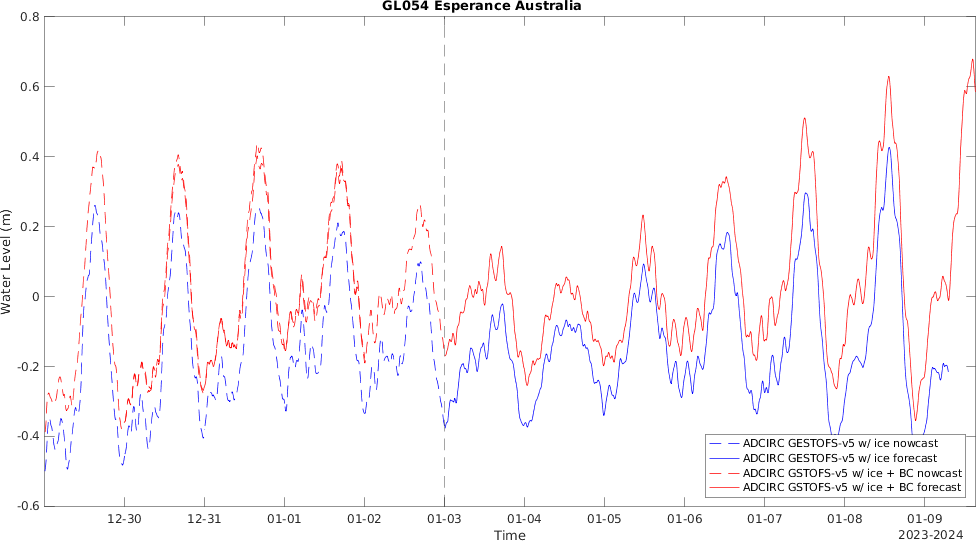 GL054 Esperance Australia
0.8
0.6
0.4
0.2
0
-0.2
-0.4
-0.6
Water Level (m)
ADCIRC GESTOFS-v5 w/ ice nowcast
ADCIRC GESTOFS-v5 w/ ice forecast
ADCIRC GSTOFS-v5 w/ ice + BC nowcast
ADCIRC GSTOFS-v5 w/ ice + BC forecast
12-30 12-31 01-01 01-02 01-03 01-04 01-05 01-06 01-07 01-08 01-09
Time
2023-2024